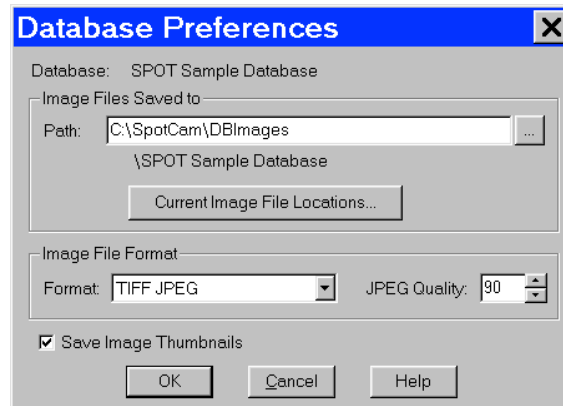 Database Preferences
Database: SPOT Sample Database
Image Files Saved to
Path: C:\SpotCam\DBImages ...
\SPOT Sample Database
Current Image File Locations...
Image File Format
Format: TIFF JPEG JPEG Quality: 90
Save Image Thumbnails
OK Cancel Help